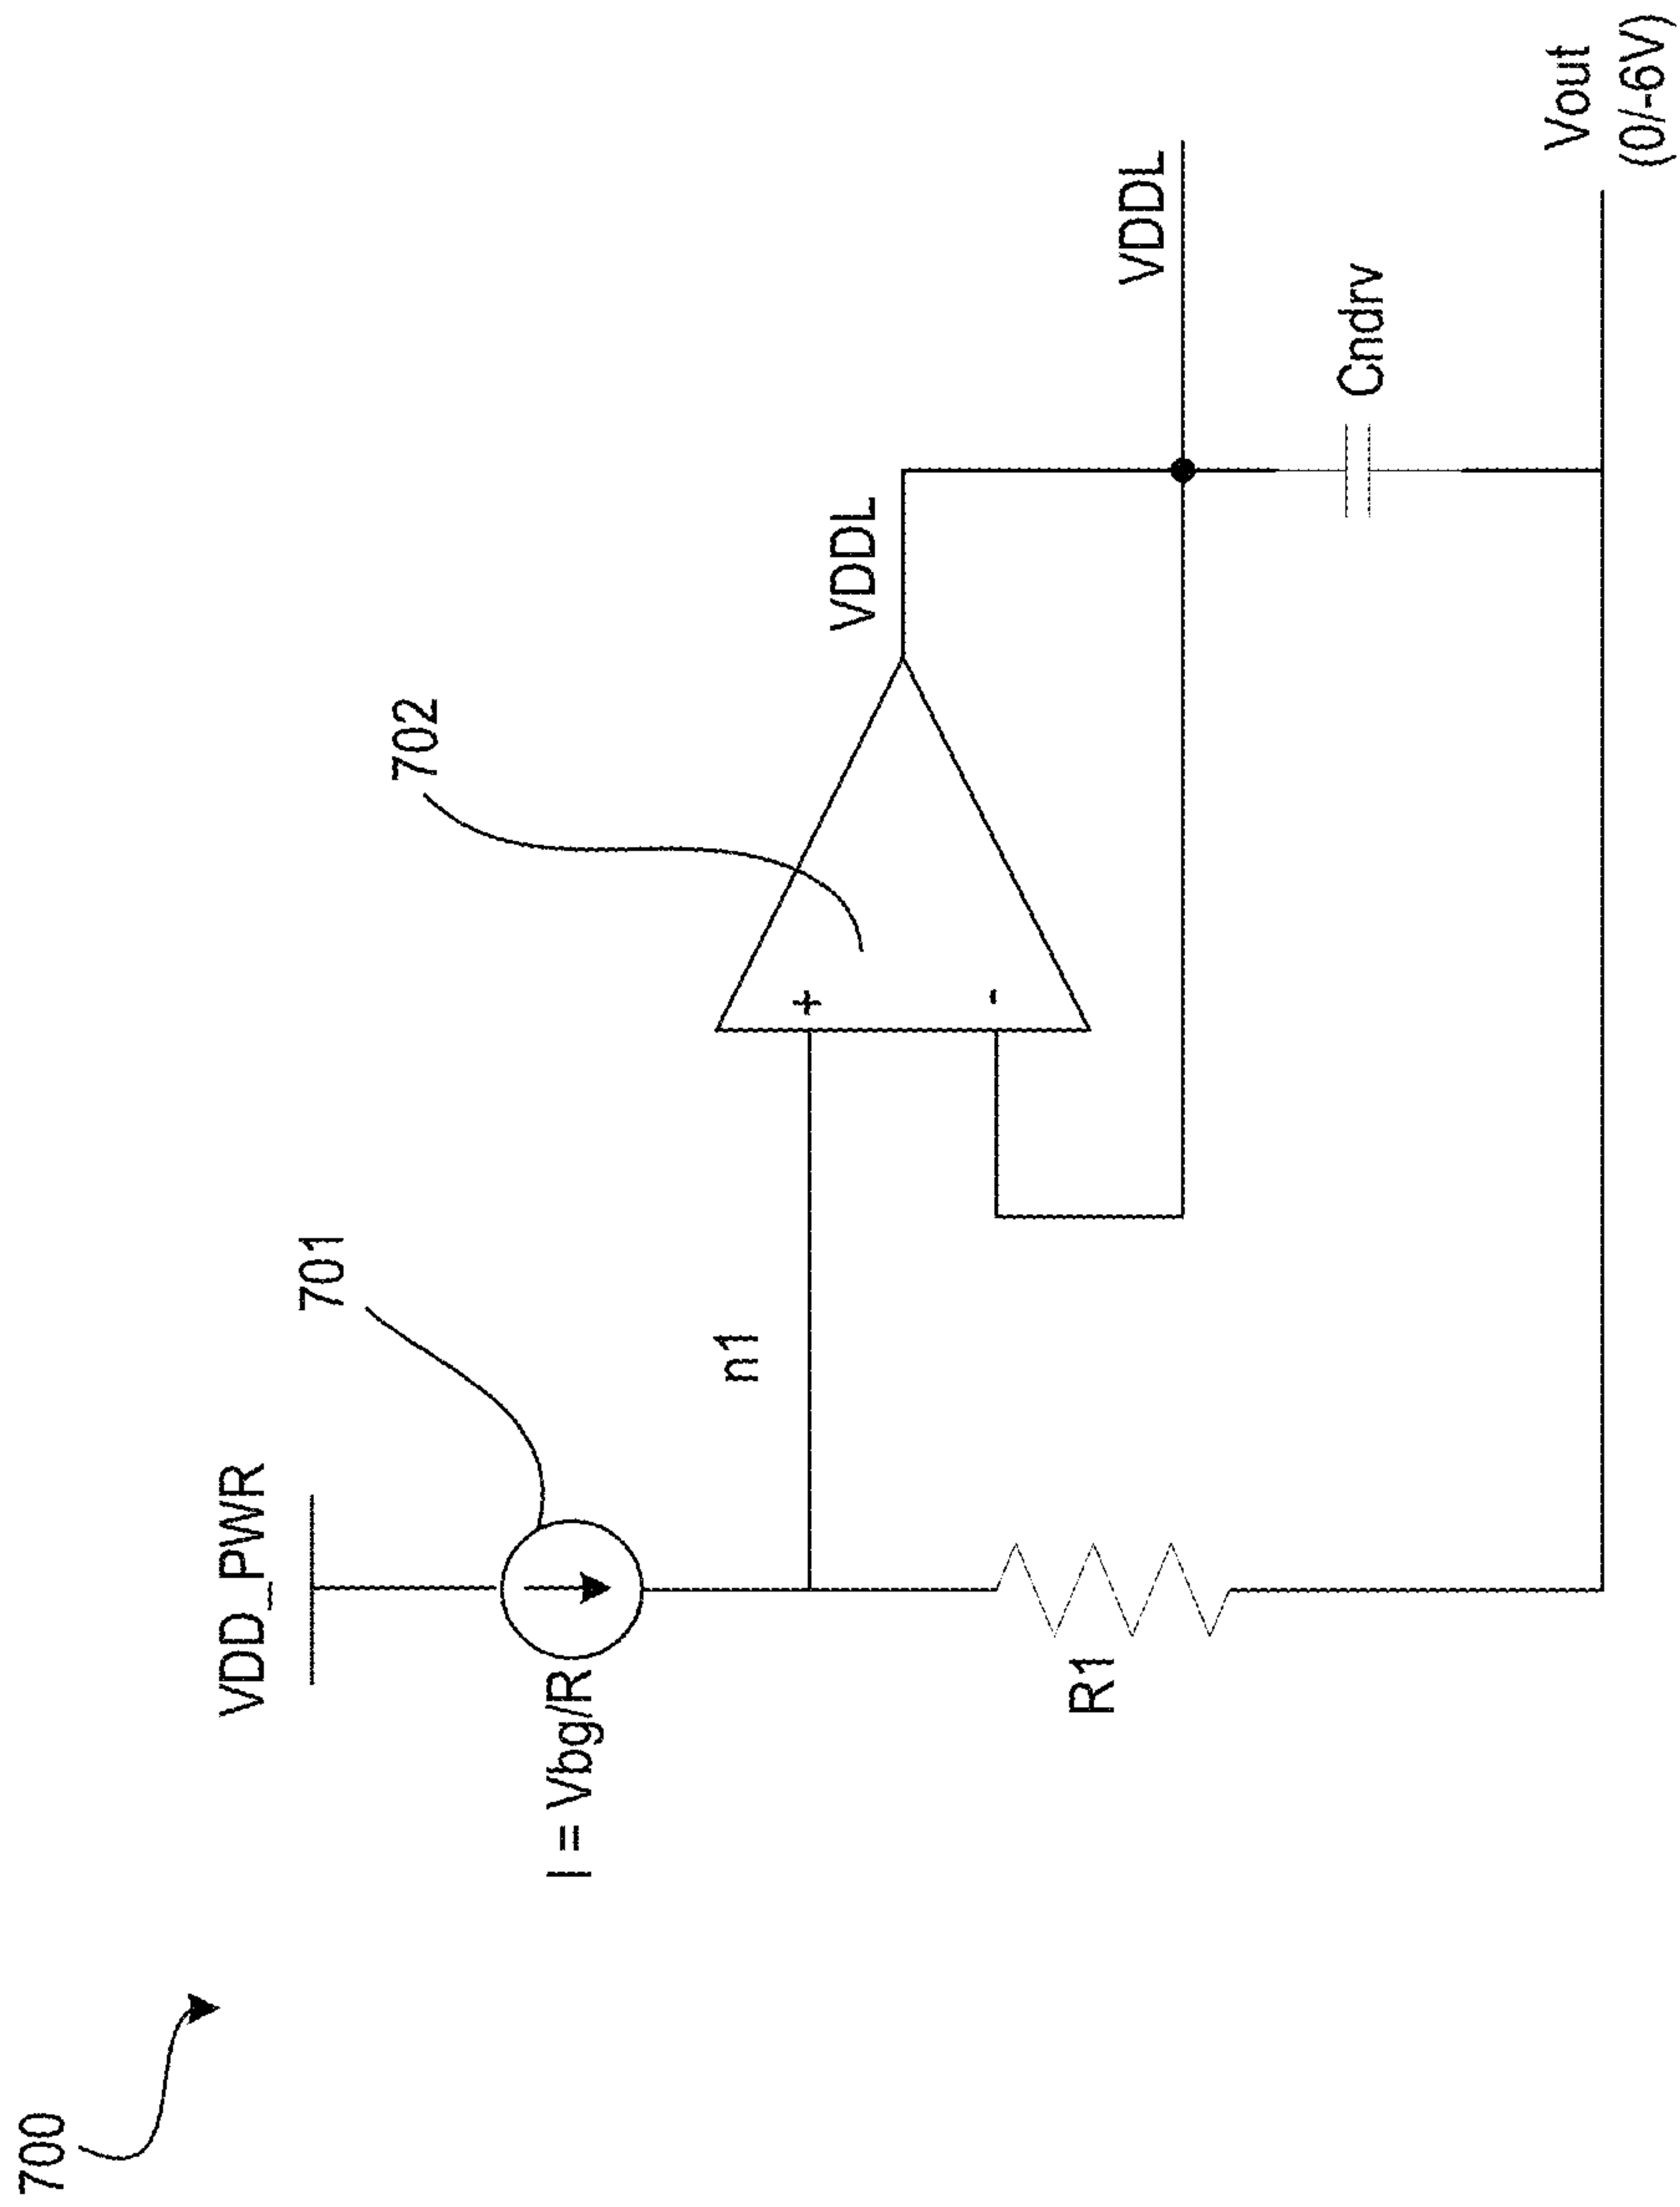 700
VDD_PWR
I = Vbg/R
701
n1
R1
702
+
-
VDDL
VDDL
Cndrv
Vout
(0/-6V)